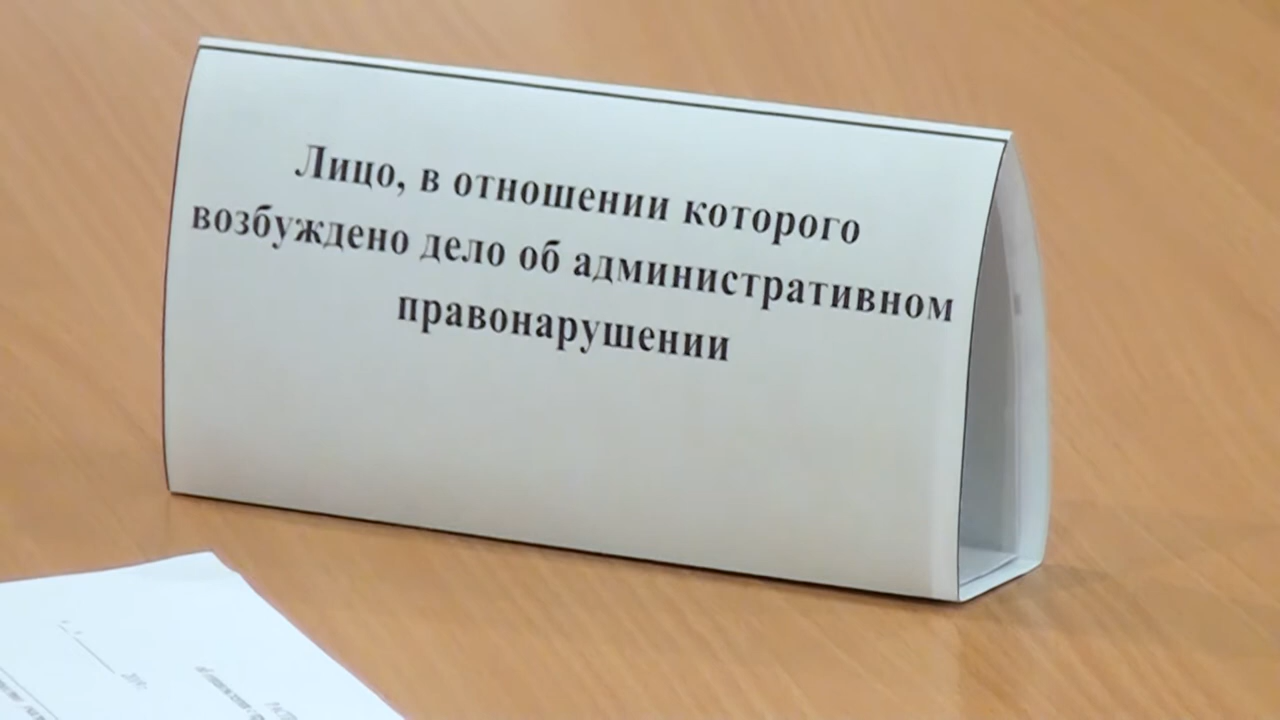 Лицо, в отношении которого
возбуждено дело об административном
правонарушении